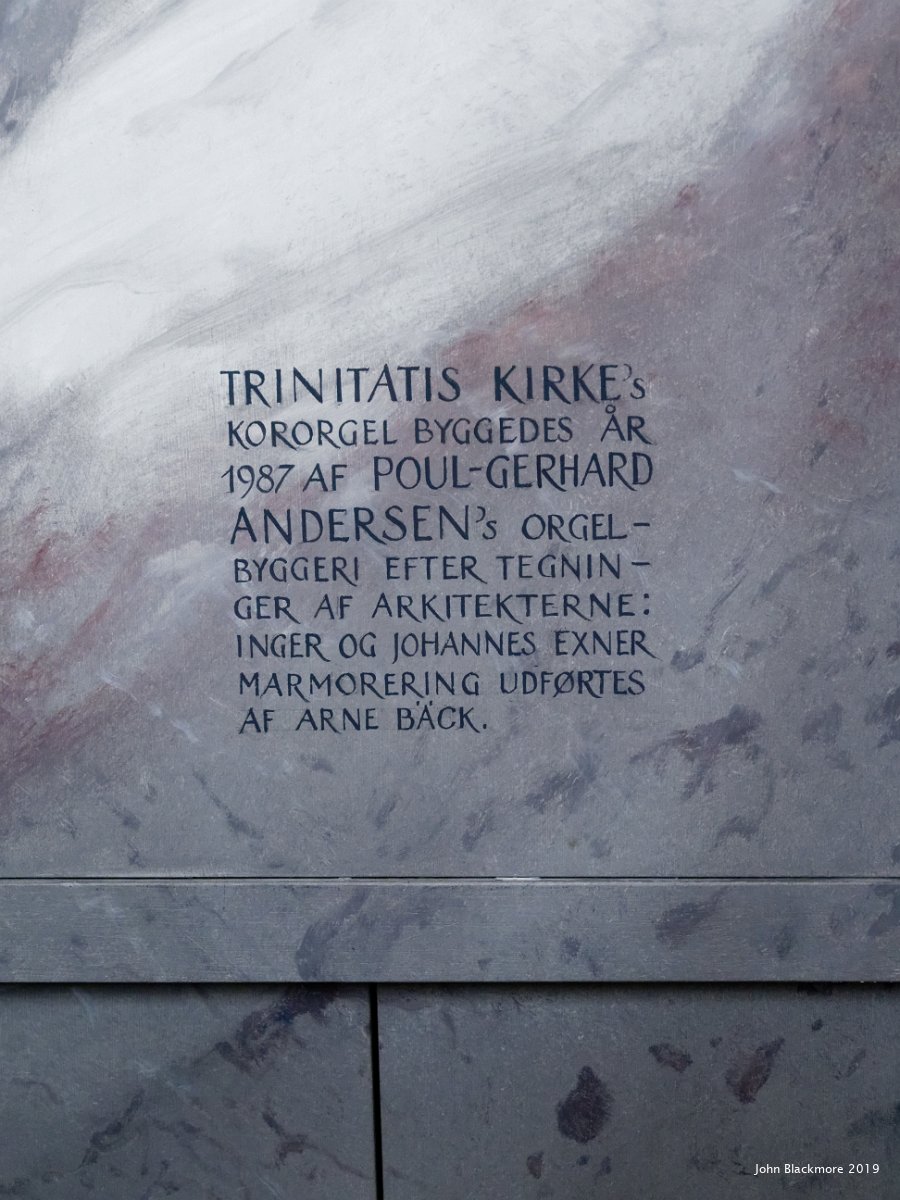 TRINITATIS KIRKE's
KORORGEL BYGGEDES ÅR
1987 AF POUL-GERHARD
ANDERSEN's ORGEL-
BYGGERI EFTER TEGNIN-
GER AF ARKITEKTERNE:
INGER OG JOHANNES EXNER
MARMORERING UDFØRTES
AF ARNE BÄCK.
John Blackmore 2019